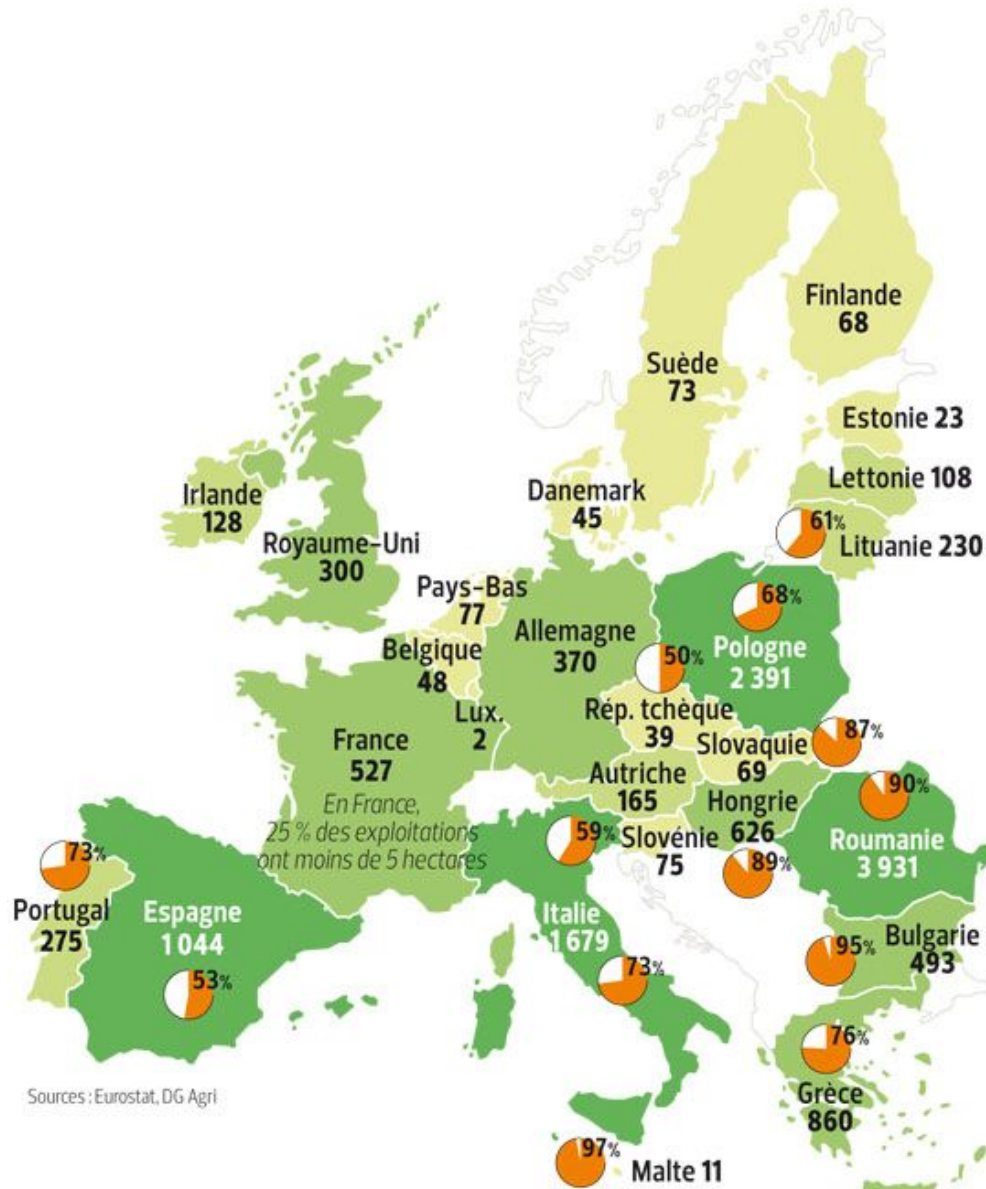 Finlande
68
Suède
73
Estonie 23
Lettonie 108
Irlande
128
Danemark
45
61%
Lituanie 230
Royaume-Uni
300
Pays-Bas
77
68%
Allemagne
370
Pologne
2 391
Belgique
48
50%
Lux.
2
Rép. tchèque
39
France
527
Slovaquie
69
87%
Autriche
165
90%
En France,
25 % des exploitations
ont moins de 5 hectares
Hongrie
626
Roumanie
3 931
59%
Slovénie
75
89%
73%
Portugal
275
Espagne
1 044
Italie
1 679
Bulgarie
493
95%
53%
73%
76%
Grèce
860
Sources : Eurostat, DG Agri
97%
Malte 11